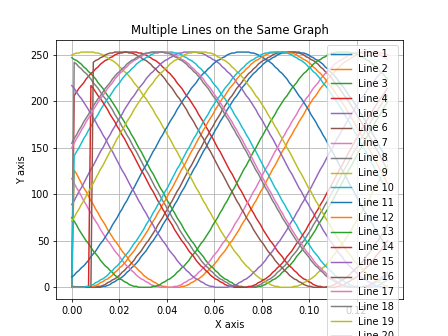 Multiple Lines on the Same Graph
Y axis
250
200
150
100
50
0
0.00
0.02
0.04
0.06
0.08
0.10
X axis
Line 1
Line 2
Line 3
Line 4
Line 5
Line 6
Line 7
Line 8
Line 9
Line 10
Line 11
Line 12
Line 13
Line 14
Line 15
Line 16
Line 17
Line 18
Line 19
Line 20